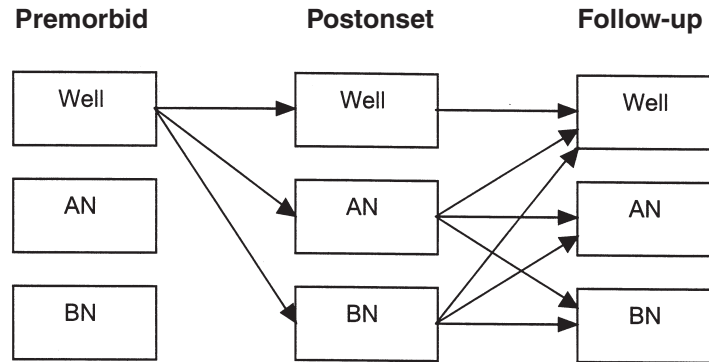 Premorbid Postonset Follow-up
Well Well Well
AN AN AN
BN BN BN